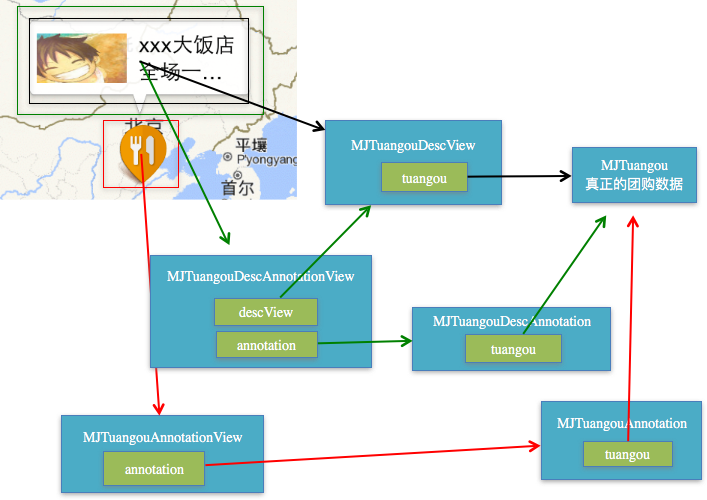 xxx大饭店
全场一…
北京
平壤
P'yongyang
首尔
MJTuangouDescView
tuangou
MJTuangou
真正的团购数据
MJTuangouDescAnnotationView
descView
annotation
MJTuangouDescAnnotation
tuangou
MJTuangouAnnotationView
annotation
MJTuangouAnnotation
tuangou